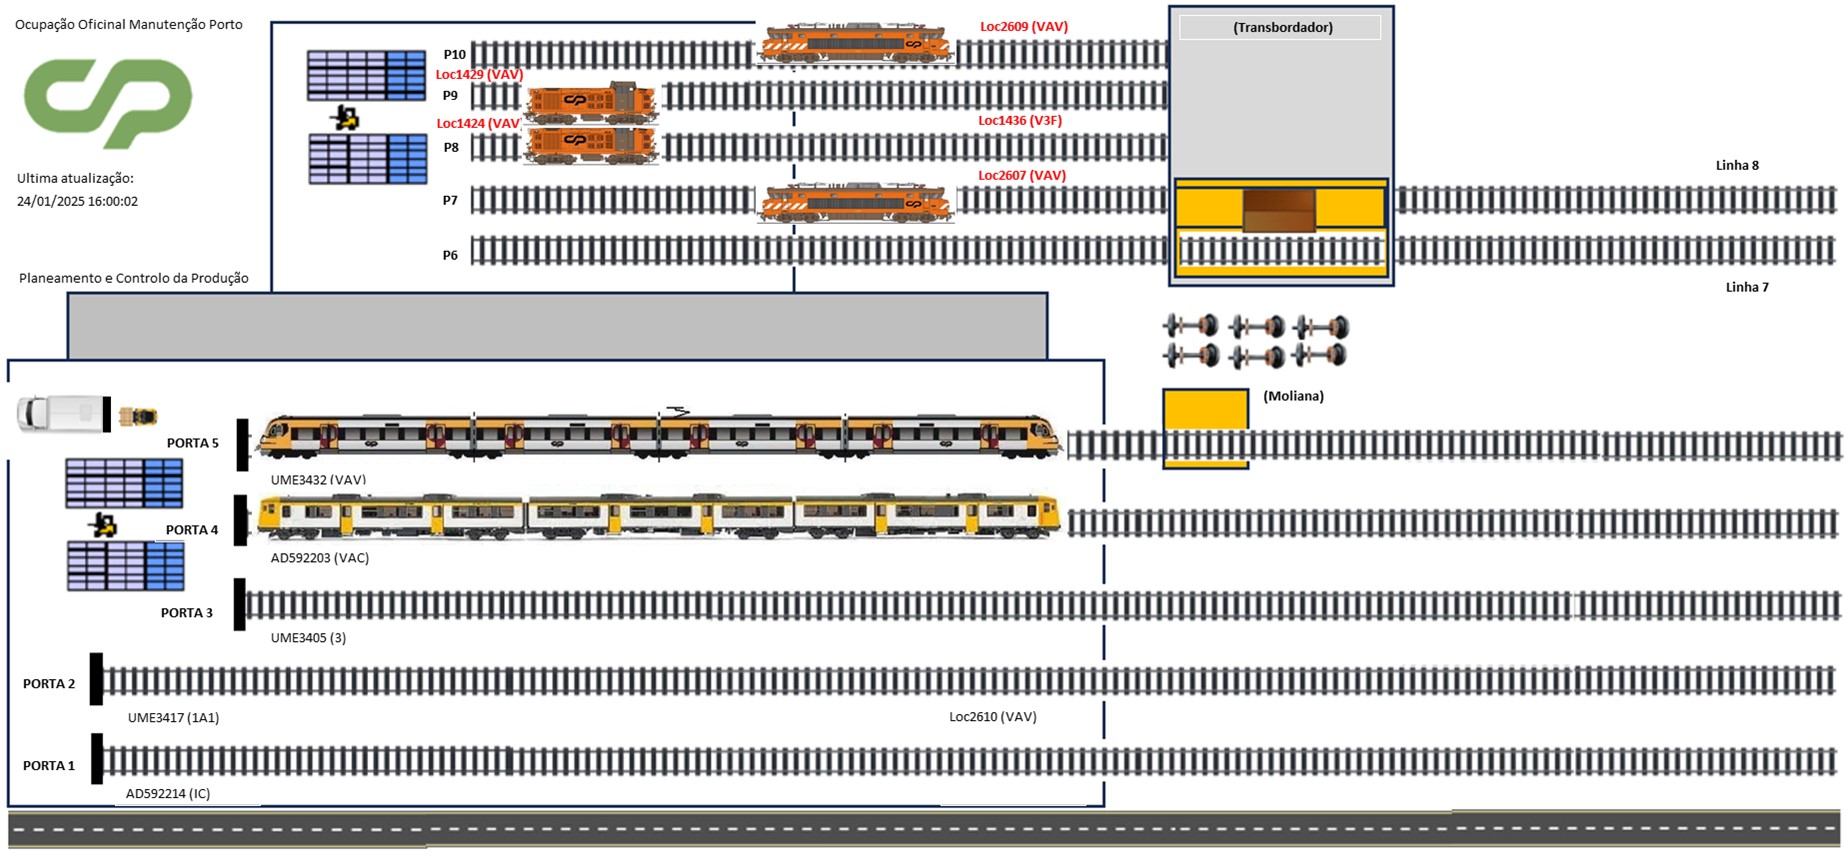 Ocupação Oficinal Manutenção Porto
Ultima atualização:
24/01/2025 16:00:02
Planeamento e Controlo da Produção
P10
Loc2609 (VAV)
(Transbordador)
Loc1429 (VAV)
P9
Loc1424 (VAV)
Loc1436 (V3F)
P8
Loc2607 (VAV)
P7
Linha 8
P6
Linha 7
(Moliana)
PORTA 5
UME3432 (VAV)
PORTA 4
AD592203 (VAC)
PORTA 3
UME3405 (3)
PORTA 2
UME3417 (1A1)
Loc2610 (VAV)
PORTA 1
AD592214 (IC)